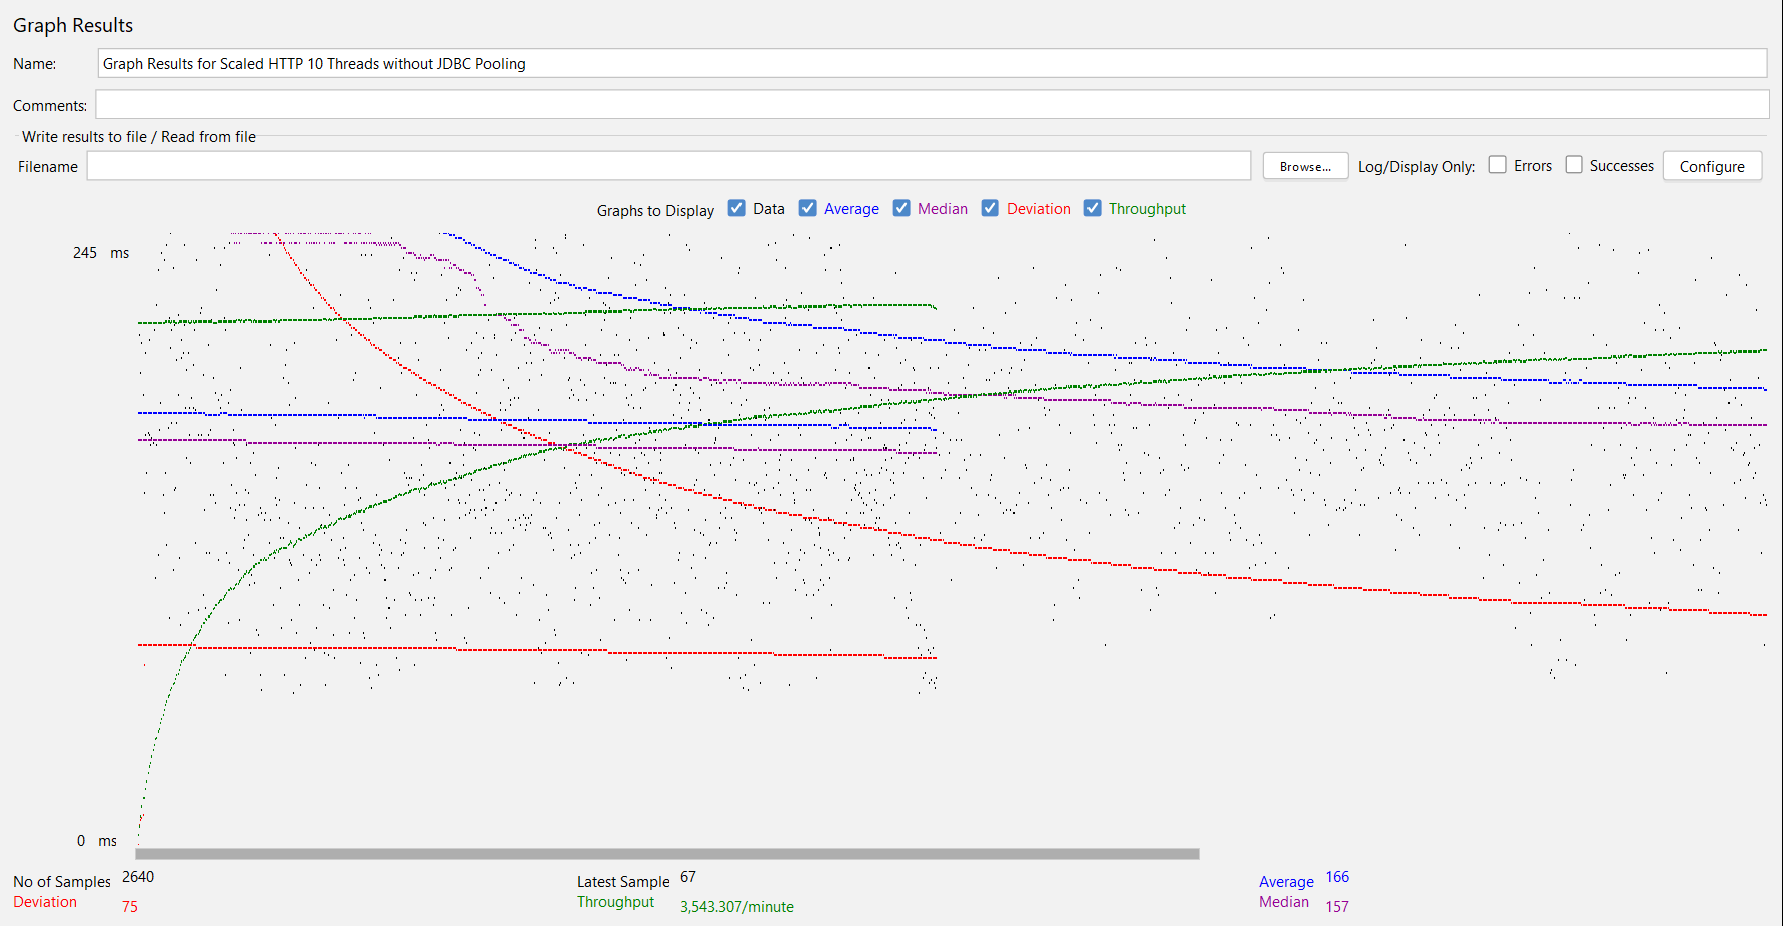 Graph Results
Name: Graph Results for Scaled HTTP 10 Threads without JDBC Pooling
Comments:
Write results to file / Read from file
Filename Browse... Log/Display Only: Errors Successes Configure
Graphs to Display Data Average Median Deviation Throughput
245 ms
0 ms
No of Samples 2640 Latest Sample 67 Average 166
Deviation 75 Throughput 3,543.307/minute Median 157